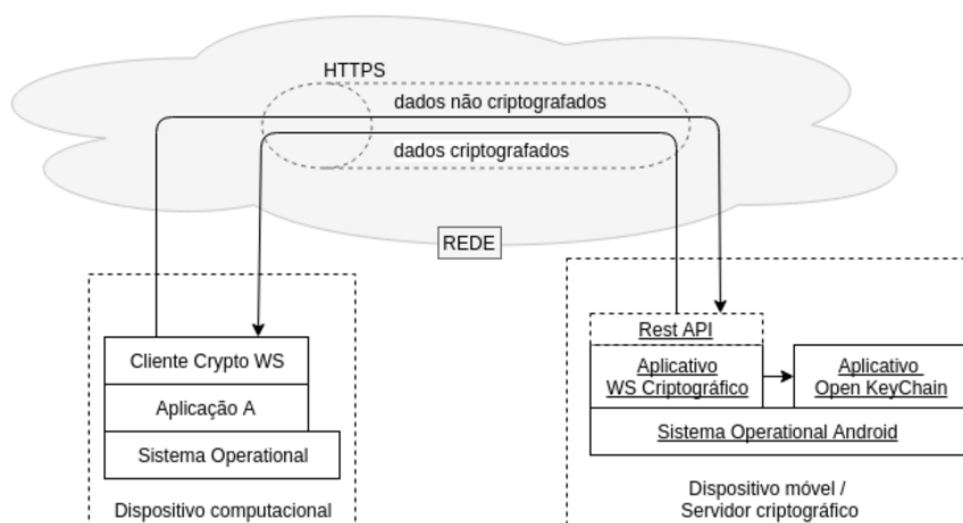 HTTPS
dados não criptografados
dados criptografados
REDE
Cliente Crypto WS
Aplicação A
Sistema Operational
Dispositivo computacional
Rest API
Aplicativo
WS Criptográfico
Aplicativo
Open KeyChain
Sistema Operational Android
Dispositivo móvel /
Servidor criptográfico